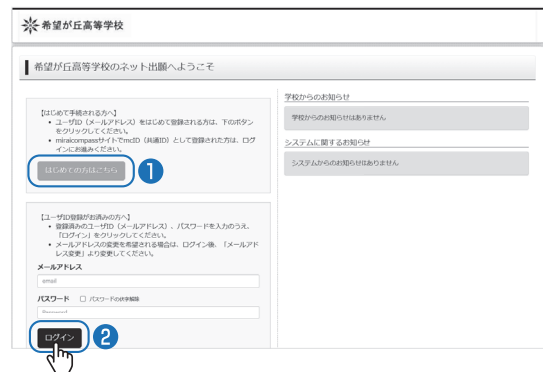 希望が丘高等学校
希望が丘高等学校のネット出願へようこそ
【はじめて手続される方へ】
• ユーザID（メールアドレス）をはじめて登録される方は、下のボタン
をクリックしてください。
• miraicompassサイトでmcID（共通ID）として登録された方は、ログ
インにお進みください。
はじめての方はこちら
1
【ユーザID登録がお済みの方へ】
• 登録済みのユーザID（メールアドレス）、パスワードを入力のうえ、
「ログイン」をクリックしてください。
• メールアドレスの変更を希望される場合は、ログイン後、「メールアド
レス変更」より変更してください。
メールアドレス
email
パスワード パスワードの伏字解除
Password
ログイン
2
学校からのお知らせ
学校からのお知らせはありません
システムに関するお知らせ
システムからのお知らせはありません